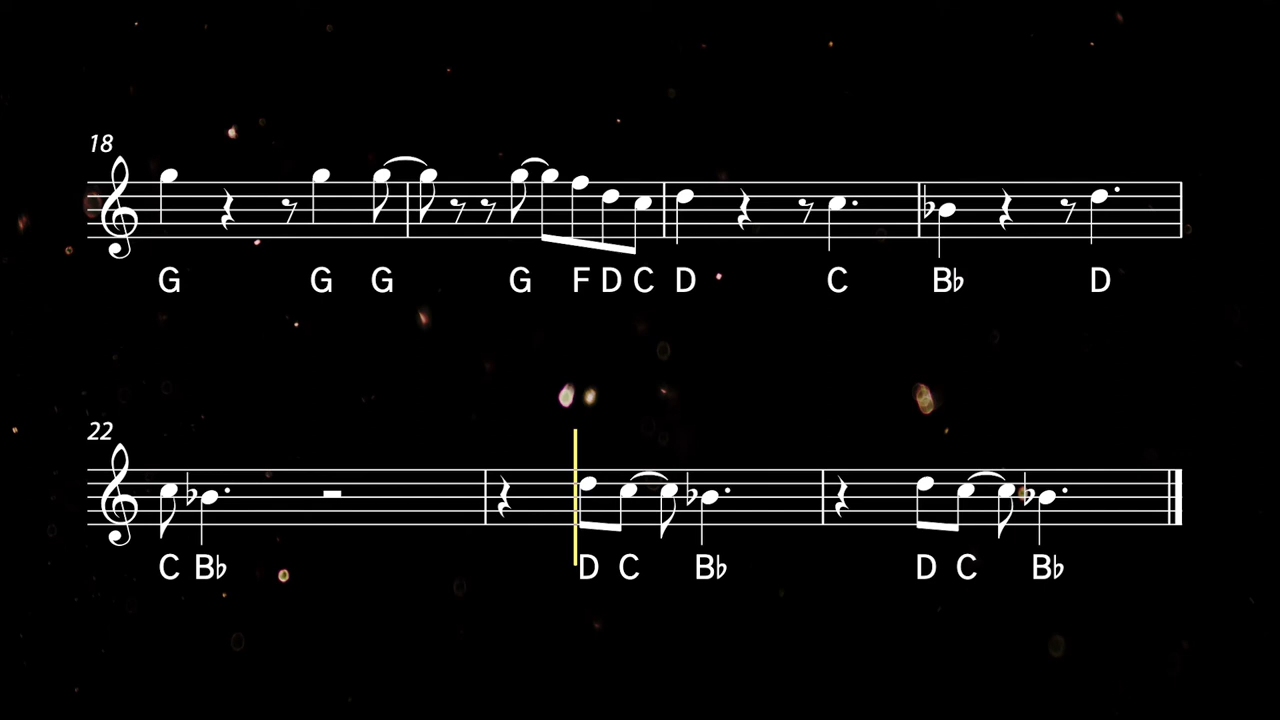 18
G G G G F D C D C B♭ D
22
C B♭ D C B♭ D C B♭